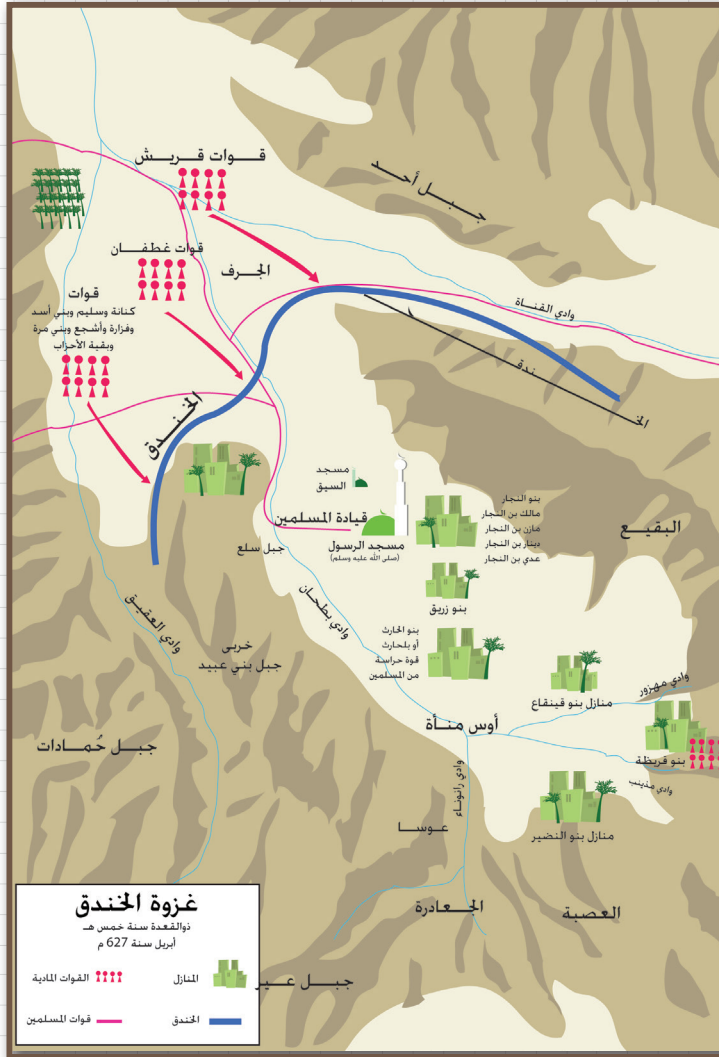 قوات قريش
جبل أحد
قوات غطفان
الجرف
قوات
كنانة وسليم وبني أسد
وفزارة وأشجع وبني مرة
وبقية الأحزاب
وادي القناة
الخندق
الخندق
مسجد
السبق
قيادة المسلمين
مسجد الرسول
(صلى الله عليه وسلم)
بنو النجار
مالك بن النجار
مازن بن النجار
دينار بن النجار
عدي بن النجار
البقيع
جبل سلع
بنو زريق
وادي بطحان
وادي العقيق
خربى
جبل بني عبيد
بنو الحارث
أو بلحارث
قوة حراسة
من المسلمين
منازل بنو قينقاع
وادي مهزور
أوس منأة
بنو قريظة
وادي مذينب
جبل حُمادات
وادي رانوناء
عوسا
منازل بنو النضير
الجعادرة
العصبة
جبل عير
غزوة الخندق
ذوالقعدة سنة خمس هـ
أبريل سنة 627 م
المنازل
القوات المادية
الخندق
قوات المسلمين